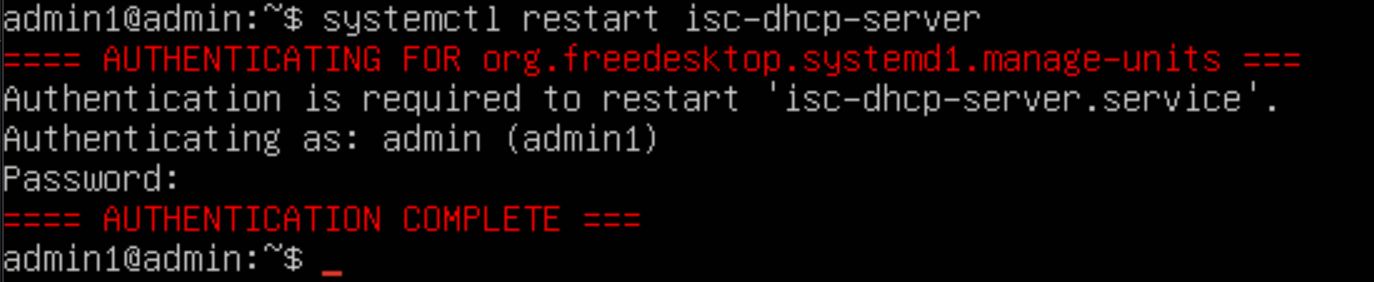 admin1@admin:~$ systemctl restart isc-dhcp-server
==== AUTHENTICATING FOR org.freedesktop.systemd1.manage-units ===
Authentication is required to restart 'isc-dhcp-server.service'.
Authenticating as: admin (admin1)
Password:
==== AUTHENTICATION COMPLETE ===
admin1@admin:~$ _